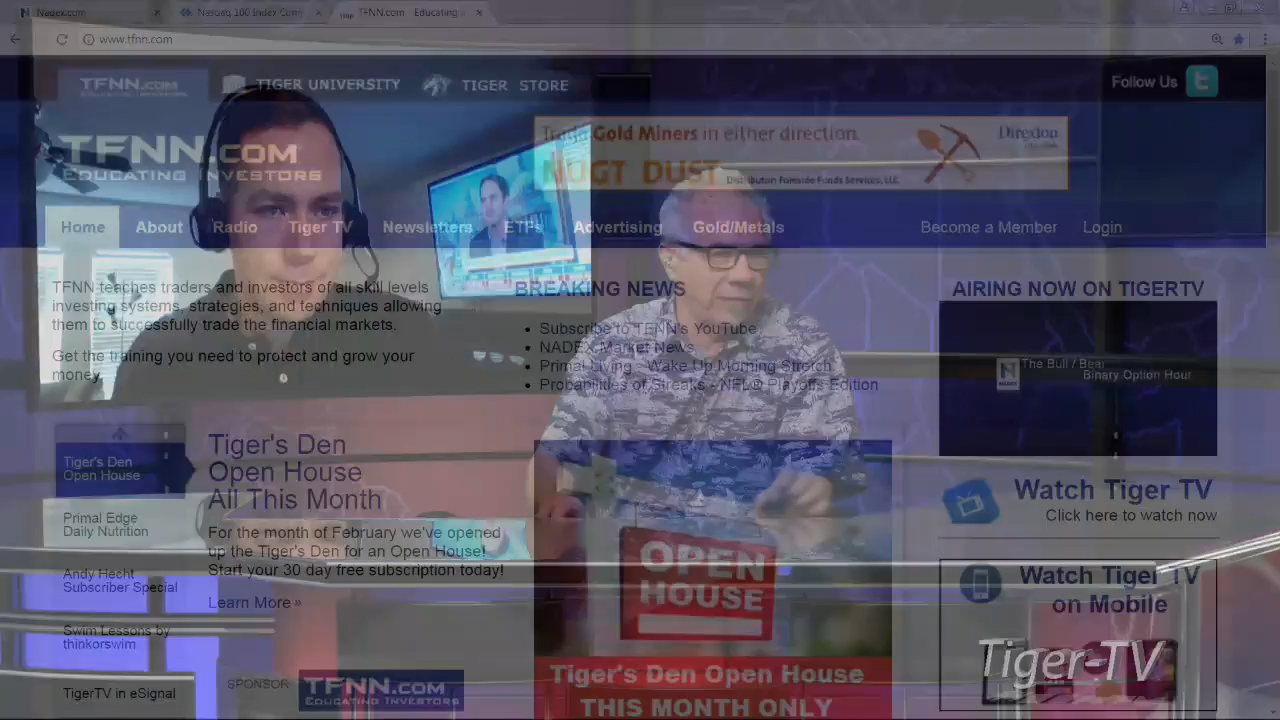 Nadex.com
Nasdaq 100 Index Com
TFNN.com - Educating
www.tfnn.com
TFNN.COM
EDUCATING INVESTORS
TIGER UNIVERSITY
TIGER STORE
Follow Us
TFNN.COM
EDUCATING INVESTORS
Trade Gold Miners in either direction.
NUGT DUST
Direxion
Distributor: Foreside Funds Services, LLC.
Home
About
Radio
Tiger TV
Newsletters
ETFs
Advertising
Gold/Metals
Become a Member
Login
TFNN teaches traders and investors of all skill levels
investing systems, strategies, and techniques allowing
them to successfully trade the financial markets.
Get the training you need to protect and grow your
money.
BREAKING NEWS
Subscribe to TFNN's YouTube
NADEX Market News
Primal Living - Wake Up Morning Stretch
Probabilities of Streaks - NFL® Playoffs Edition
AIRING NOW ON TIGERTV
The Bull / Bear
Binary Option Hour
Tiger's Den
Open House
Primal Edge
Daily Nutrition
Andy Hecht
Subscriber Special
Swim Lessons by
thinkorswim
TigerTV in eSignal
Tiger's Den
Open House
All This Month
For the month of February we've opened
up the Tiger's Den for an Open House!
Start your 30 day free subscription today!
Learn More »
OPEN
HOUSE
Tiger's Den Open House
THIS MONTH ONLY
Watch Tiger TV
Click here to watch now
Watch Tiger TV
on Mobile
SPONSOR
TFNN.COM
EDUCATING INVESTORS
Tiger-TV